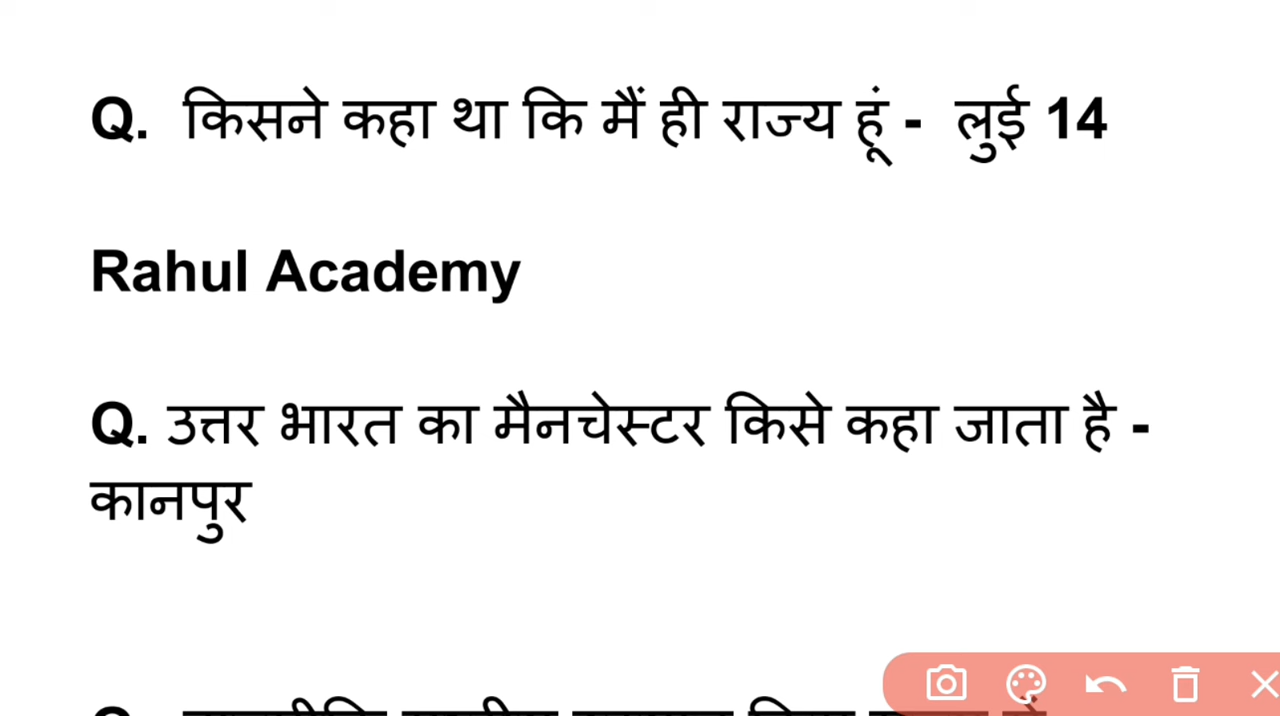 Q. किसने कहा था कि मैं ही राज्य हूं - लुई 14
Rahul Academy
Q. उत्तर भारत का मैनचेस्टर किसे कहा जाता है -
कानपुर